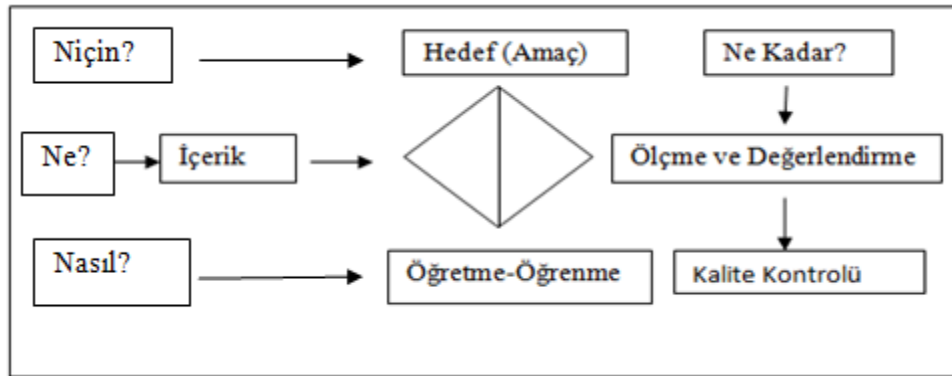 Niçin?
Hedef (Amaç)
Ne Kadar?
Ne?
İçerik
Ölçme ve Değerlendirme
Nasıl?
Öğretme-Öğrenme
Kalite Kontrolü